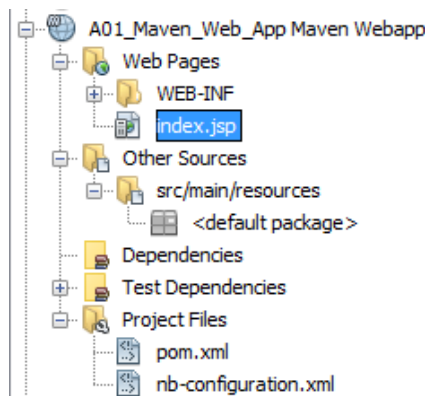 A01_Maven_Web_App Maven Webapp
Web Pages
WEB-INF
index.jsp
Other Sources
src/main/resources
<default package>
Dependencies
Test Dependencies
Project Files
pom.xml
nb-configuration.xml